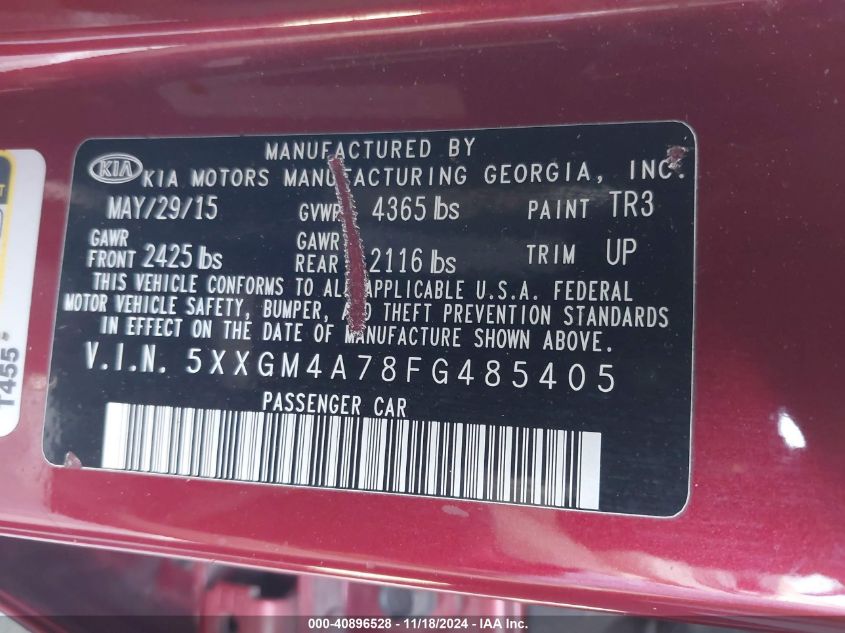 MANUFACTURED BY
KIA KIA MOTORS MANUFACTURING GEORGIA, INC.
MAY/29/15 GVWR 4365 lbs PAINT TR3
GAWR FRONT 2425 lbs GAWR REAR 2116 lbs TRIM UP
THIS VEHICLE CONFORMS TO ALL APPLICABLE U.S.A. FEDERAL
MOTOR VEHICLE SAFETY, BUMPER, AND THEFT PREVENTION STANDARDS
IN EFFECT ON THE DATE OF MANUFACTURE SHOWN ABOVE.
V.I.N. 5XXGM4A78FG485405
PASSENGER CAR
T455
000-40896528 - 11/18/2024 - IAA Inc.